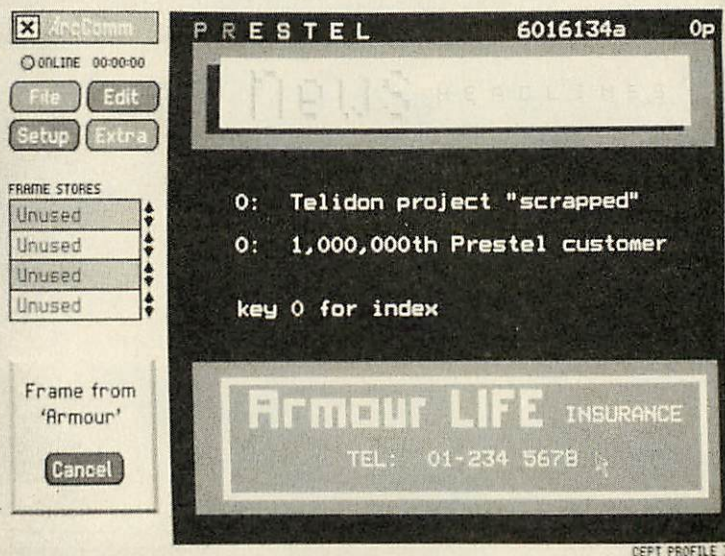 ArcComm
ONLINE 00:00:00
File Edit
Setup Extra
FRAME STORES
Unused
Unused
Unused
Unused
Frame from
'Armour'
Cancel
PRESTEL 6016134a 0p
News HEADLINES
0: Telidon project "scrapped"
0: 1,000,000th Prestel customer
key 0 for index
Armour LIFE INSURANCE
TEL: 01-234 5678
CEPT PROFILE